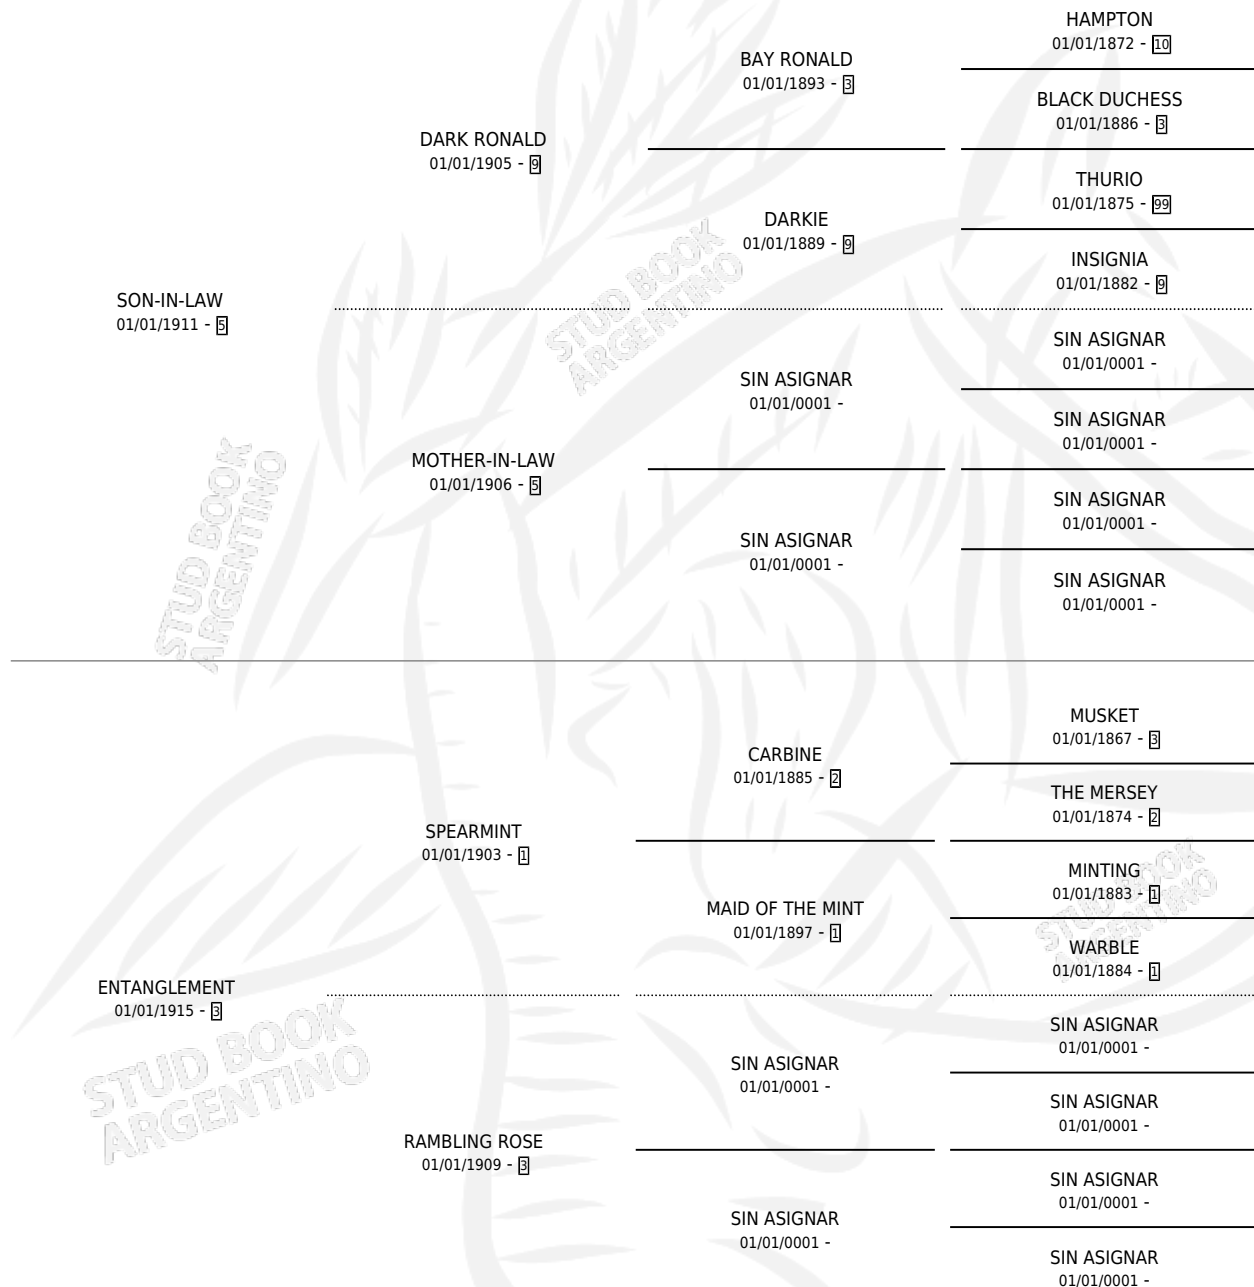 HAMPTON
01/01/1872 - 10
BAY RONALD
01/01/1893 - 3
BLACK DUCHESS
01/01/1886 - 3
DARK RONALD
01/01/1905 - 9
THURIO
01/01/1875 - 99
DARKIE
01/01/1889 - 9
INSIGNIA
01/01/1882 - 9
SON-IN-LAW
01/01/1911 - 5
SIN ASIGNAR
01/01/0001 -
SIN ASIGNAR
01/01/0001 -
SIN ASIGNAR
01/01/0001 -
MOTHER-IN-LAW
01/01/1906 - 5
SIN ASIGNAR
01/01/0001 -
SIN ASIGNAR
01/01/0001 -
SIN ASIGNAR
01/01/0001 -
STUD BOOK
ARGENTINO
STUD BOOK
ARGENTINO
MUSKET
01/01/1867 - 3
CARBINE
01/01/1885 - 2
THE MERSEY
01/01/1874 - 2
SPEARMINT
01/01/1903 - 1
MINTING
01/01/1883 - 1
MAID OF THE MINT
01/01/1897 - 1
WARBLE
01/01/1884 - 1
STUD BOOK
ARGENTINO
ENTANGLEMENT
01/01/1915 - 3
SIN ASIGNAR
01/01/0001 -
SIN ASIGNAR
01/01/0001 -
SIN ASIGNAR
01/01/0001 -
RAMBLING ROSE
01/01/1909 - 3
SIN ASIGNAR
01/01/0001 -
SIN ASIGNAR
01/01/0001 -
SIN ASIGNAR
01/01/0001 -
STUD BOOK
ARGENTINO